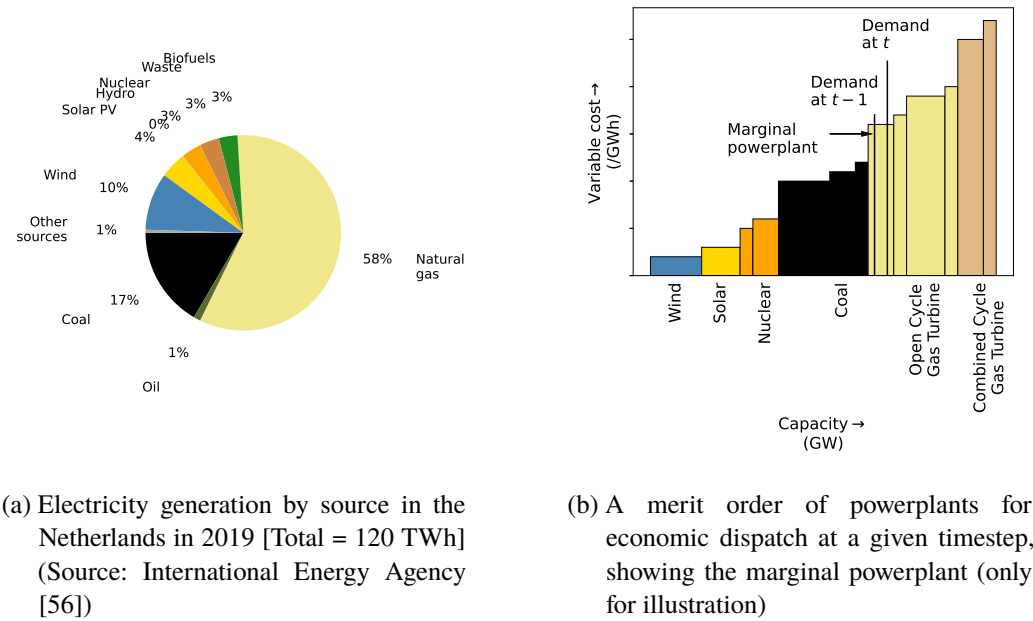 Biofuels
Waste
Nuclear
Hydro
Solar PV
3%
3%
3%
0%
4%
Wind
10%
Other
sources
1%
58%
Natural
gas
17%
Coal
1%
Oil
Demand
at t
Demand
at t − 1
Marginal
powerplant
Variable cost →
(/GWh)
Wind
Solar
Nuclear
Coal
Open Cycle
Gas Turbine
Combined Cycle
Gas Turbine
Capacity →
(GW)
(a) Electricity generation by source in the
Netherlands in 2019 [Total = 120 TWh]
(Source: International Energy Agency
[56])
(b) A merit order of powerplants for
economic dispatch at a given timestep,
showing the marginal powerplant (only
for illustration)